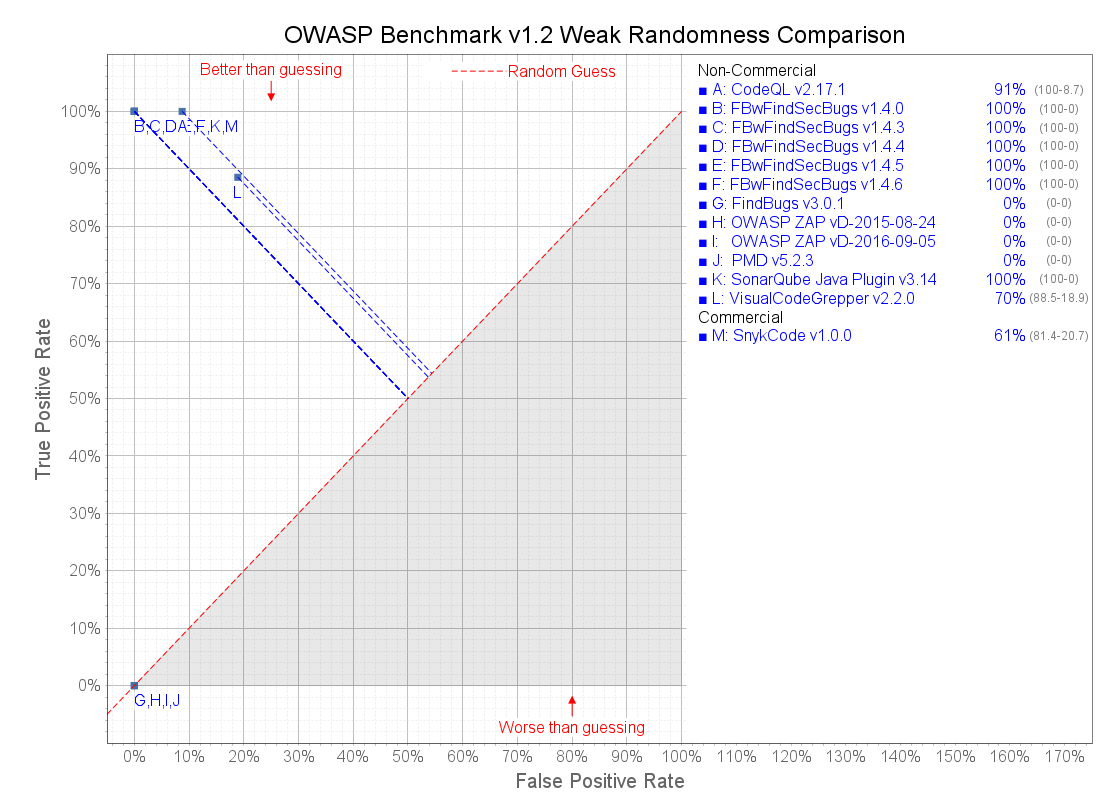 OWASP Benchmark v1.2 Weak Randomness Comparison
Better than guessing
Random Guess
Non-Commercial
A: CodeQL v2.17.1 91% (100-8.7)
B: FBwFindSecBugs v1.4.0 100% (100-0)
C: FBwFindSecBugs v1.4.3 100% (100-0)
D: FBwFindSecBugs v1.4.4 100% (100-0)
E: FBwFindSecBugs v1.4.5 100% (100-0)
F: FBwFindSecBugs v1.4.6 100% (100-0)
G: FindBugs v3.0.1 0% (0-0)
H: OWASP ZAP vD-2015-08-24 0% (0-0)
I: OWASP ZAP vD-2016-09-05 0% (0-0)
J: PMD v5.2.3 0% (0-0)
K: SonarQube Java Plugin v3.14 100% (100-0)
L: VisualCodeGrepper v2.2.0 70% (88.5-18.9)
Commercial
M: SnykCode v1.0.0 61% (81.4-20.7)
True Positive Rate
100%
90%
80%
70%
60%
50%
40%
30%
20%
10%
0%
L
G,H,I,J
Worse than guessing
0% 10% 20% 30% 40% 50% 60% 70% 80% 90% 100% 110% 120% 130% 140% 150% 160% 170%
False Positive Rate